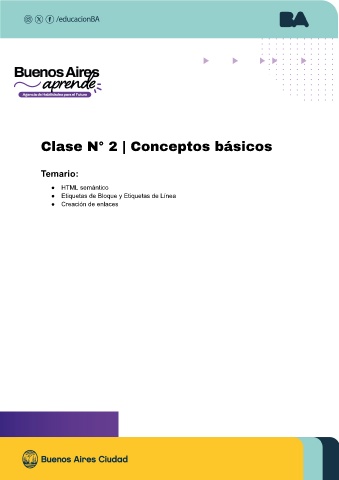 /educacionBA
BA
Buenos Aires
aprende
Agencia de Habilidades para el Futuro
Clase N° 2 | Conceptos básicos
Temario:
● HTML semántico
● Etiquetas de Bloque y Etiquetas de Línea
● Creación de enlaces
Buenos Aires Ciudad